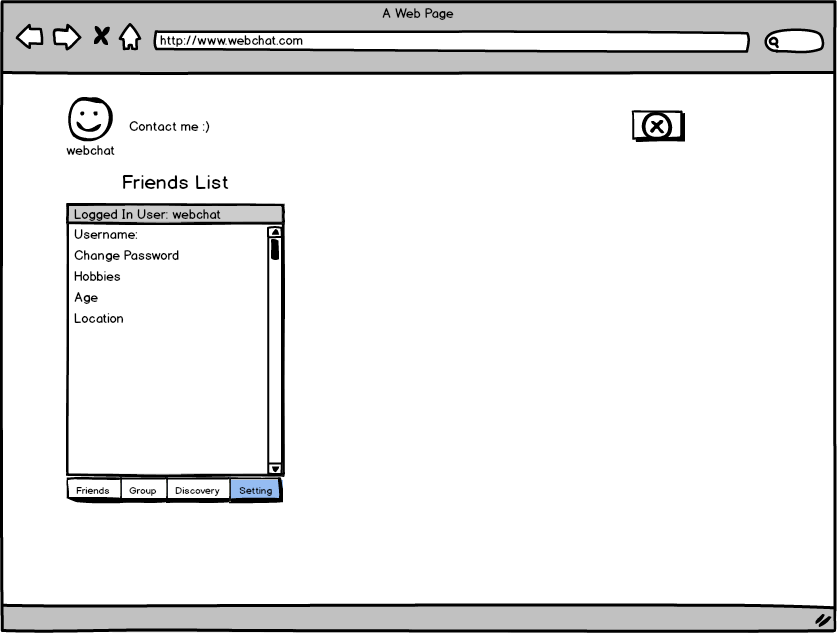 A Web Page
http://www.webchat.com
Contact me :)
webchat
Friends List
Logged In User: webchat
Username:
Change Password
Hobbies
Age
Location
Friends Group Discovery Setting